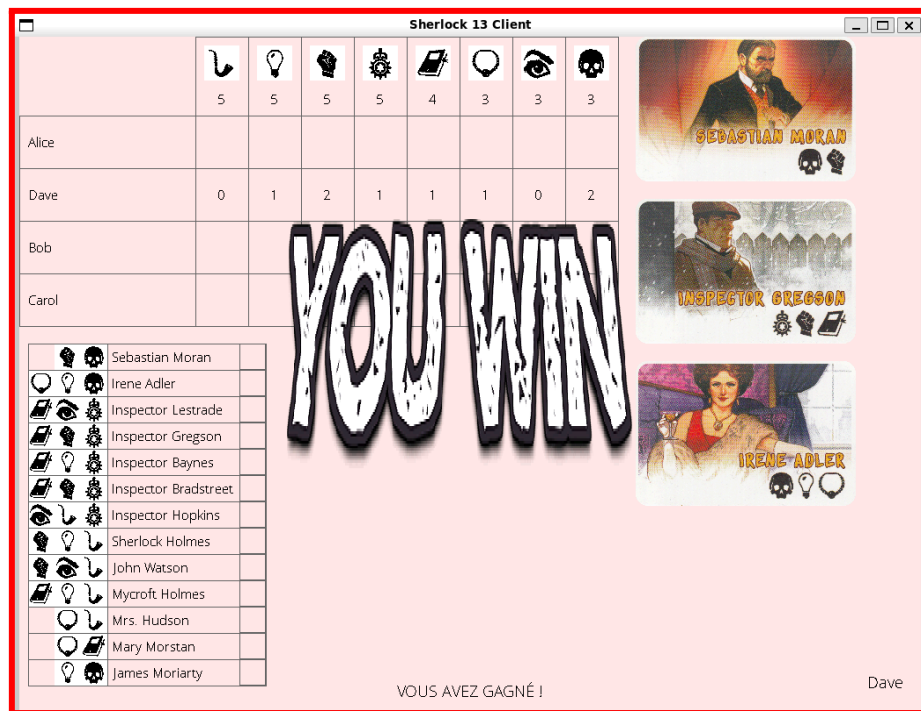 Sherlock 13 Client
5 5 5 5 4 3 3 3
SEBASTIAN MORAN
Alice
Dave 0 1 2 1 1 1 0 2
Bob
Carol
YOU WIN
INSPECTOR GREGSON
Sebastian Moran
Irene Adler
Inspector Lestrade
Inspector Gregson
Inspector Baynes
Inspector Bradstreet
Inspector Hopkins
Sherlock Holmes
John Watson
Mycroft Holmes
Mrs. Hudson
Mary Morstan
James Moriarty
IRENE ADLER
VOUS AVEZ GAGNÉ !
Dave